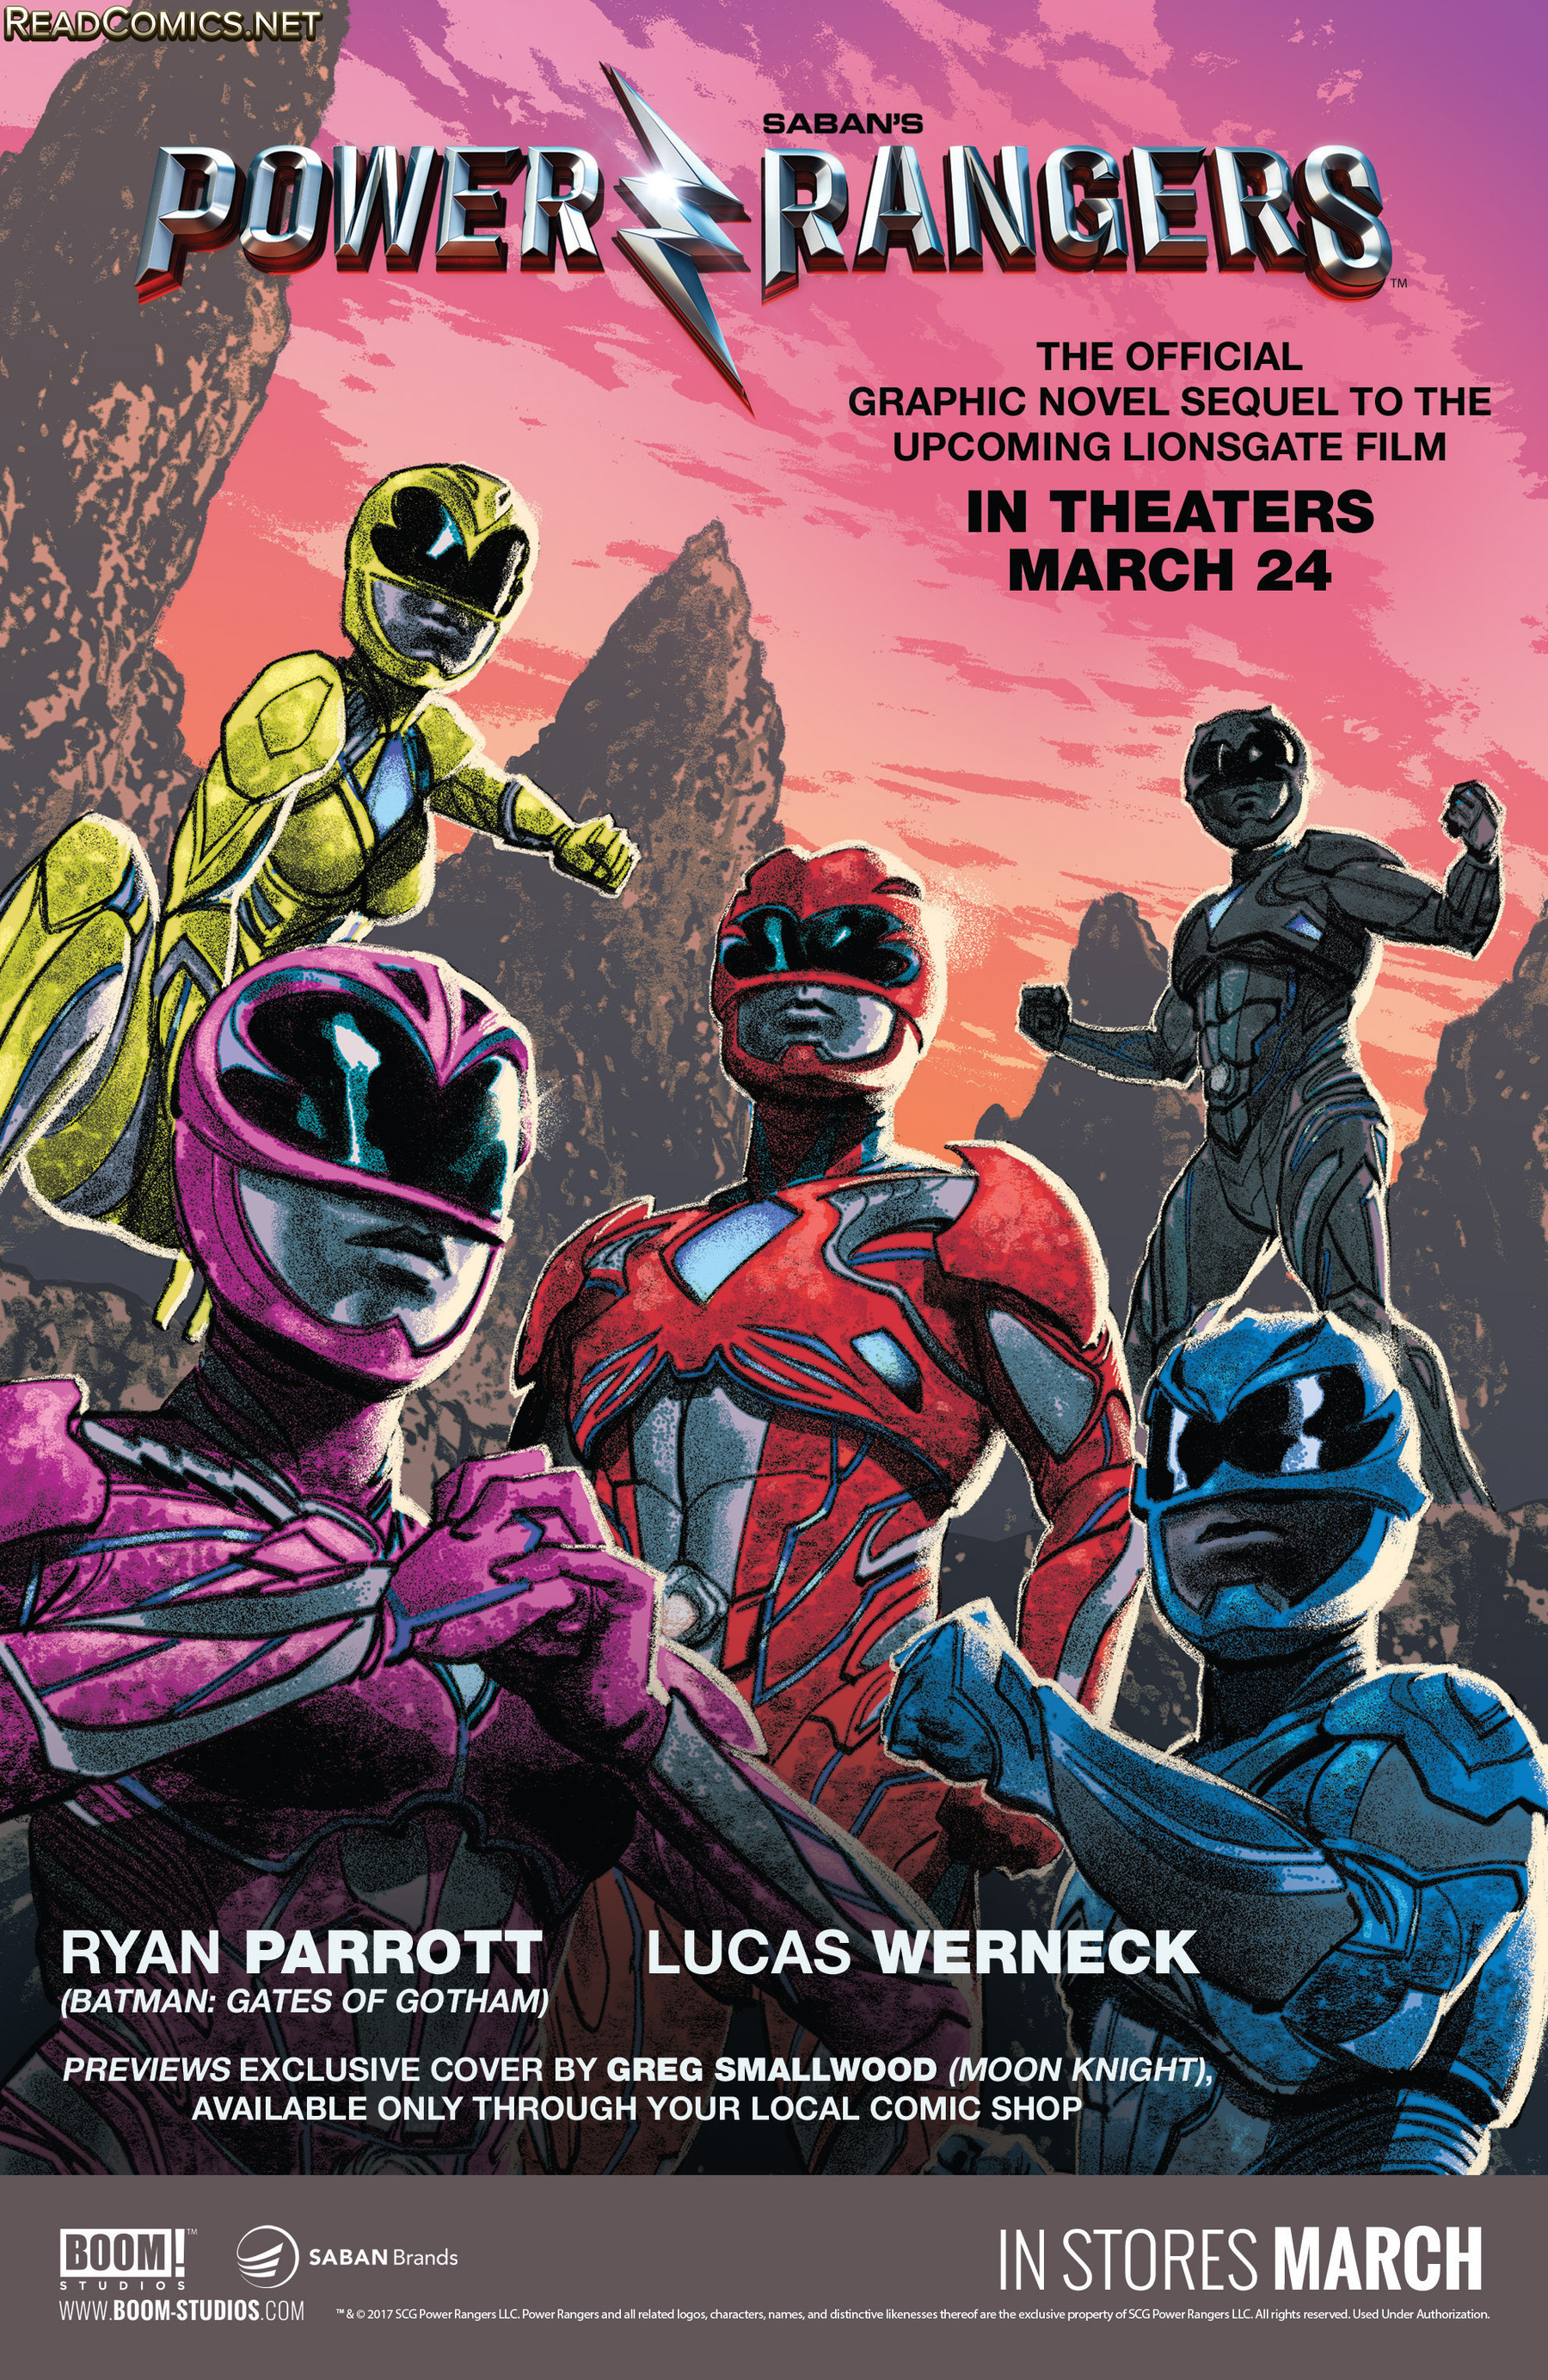 READCOMICS.NET
SABAN'S
POWER RANGERS™
THE OFFICIAL
GRAPHIC NOVEL SEQUEL TO THE
UPCOMING LIONSGATE FILM
IN THEATERS
MARCH 24
RYAN PARROTT
(BATMAN: GATES OF GOTHAM)
LUCAS WERNECK
PREVIEWS EXCLUSIVE COVER BY GREG SMALLWOOD (MOON KNIGHT),
AVAILABLE ONLY THROUGH YOUR LOCAL COMIC SHOP
BOOM!™
STUDIOS
SABAN Brands
WWW.BOOM-STUDIOS.COM
IN STORES MARCH
™ & © 2017 SCG Power Rangers LLC. Power Rangers and all related logos, characters, names, and distinctive likenesses thereof are the exclusive property of SCG Power Rangers LLC. All rights reserved. Used Under Authorization.